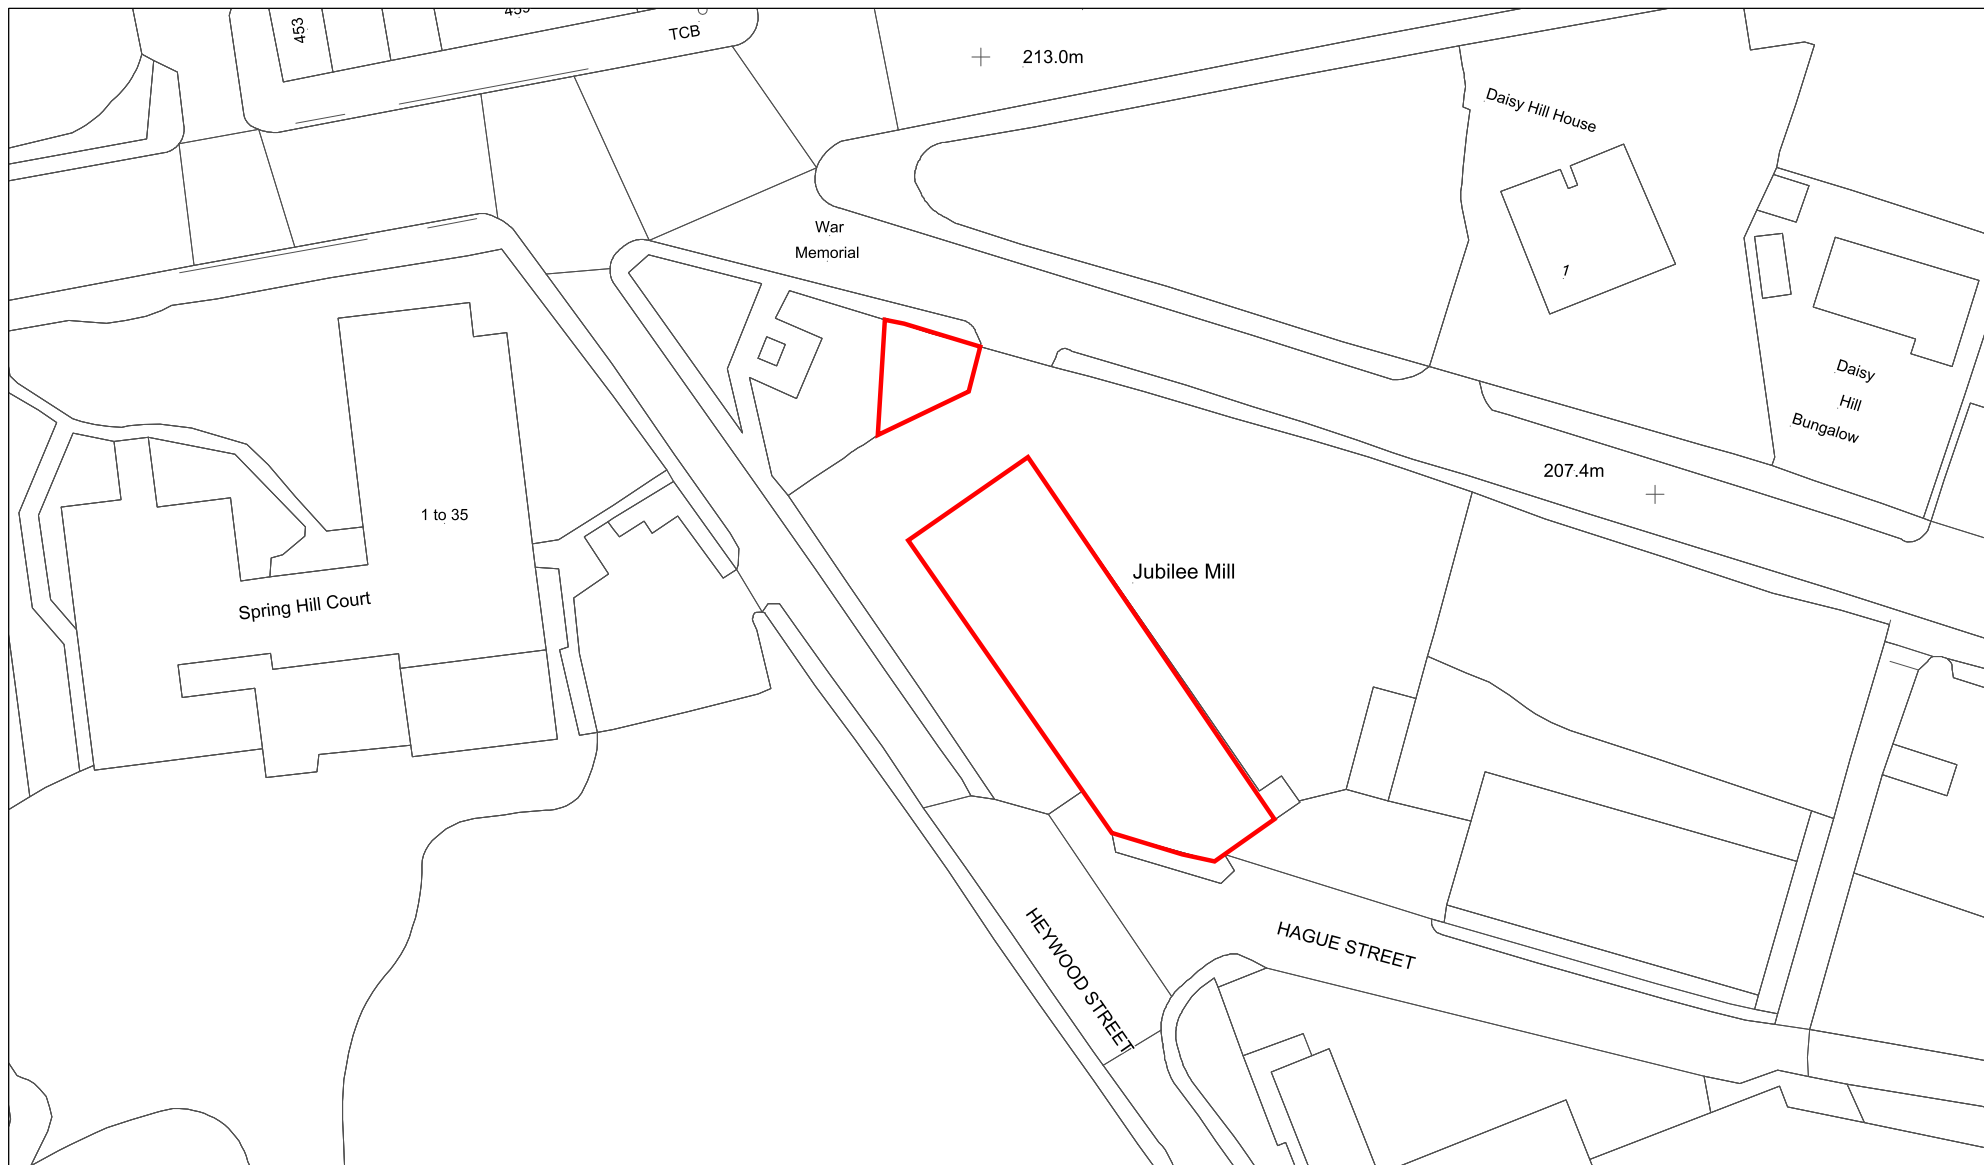 453
TCB
213.0m
Daisy Hill House
War
Memorial
1
Daisy
Hill
Bungalow
207.4m
1 to 35
Jubilee Mill
Spring Hill Court
HEYWOOD STREET
HAGUE STREET